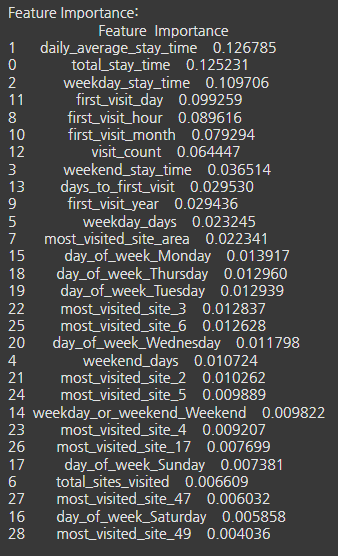 Feature Importance:
Feature Importance
1 daily_average_stay_time 0.126785
0 total_stay_time 0.125231
2 weekday_stay_time 0.109706
11 first_visit_day 0.099259
8 first_visit_hour 0.089616
10 first_visit_month 0.079294
12 visit_count 0.064447
3 weekend_stay_time 0.036514
13 days_to_first_visit 0.029530
9 first_visit_year 0.029436
5 weekday_days 0.023245
7 most_visited_site_area 0.022341
15 day_of_week_Monday 0.013917
18 day_of_week_Thursday 0.012960
19 day_of_week_Tuesday 0.012939
22 most_visited_site_3 0.012837
25 most_visited_site_6 0.012628
20 day_of_week_Wednesday 0.011798
4 weekend_days 0.010724
21 most_visited_site_2 0.010262
24 most_visited_site_5 0.009889
14 weekday_or_weekend_Weekend 0.009822
23 most_visited_site_4 0.009207
26 most_visited_site_17 0.007699
17 day_of_week_Sunday 0.007381
6 total_sites_visited 0.006609
27 most_visited_site_47 0.006032
16 day_of_week_Saturday 0.005858
28 most_visited_site_49 0.004036